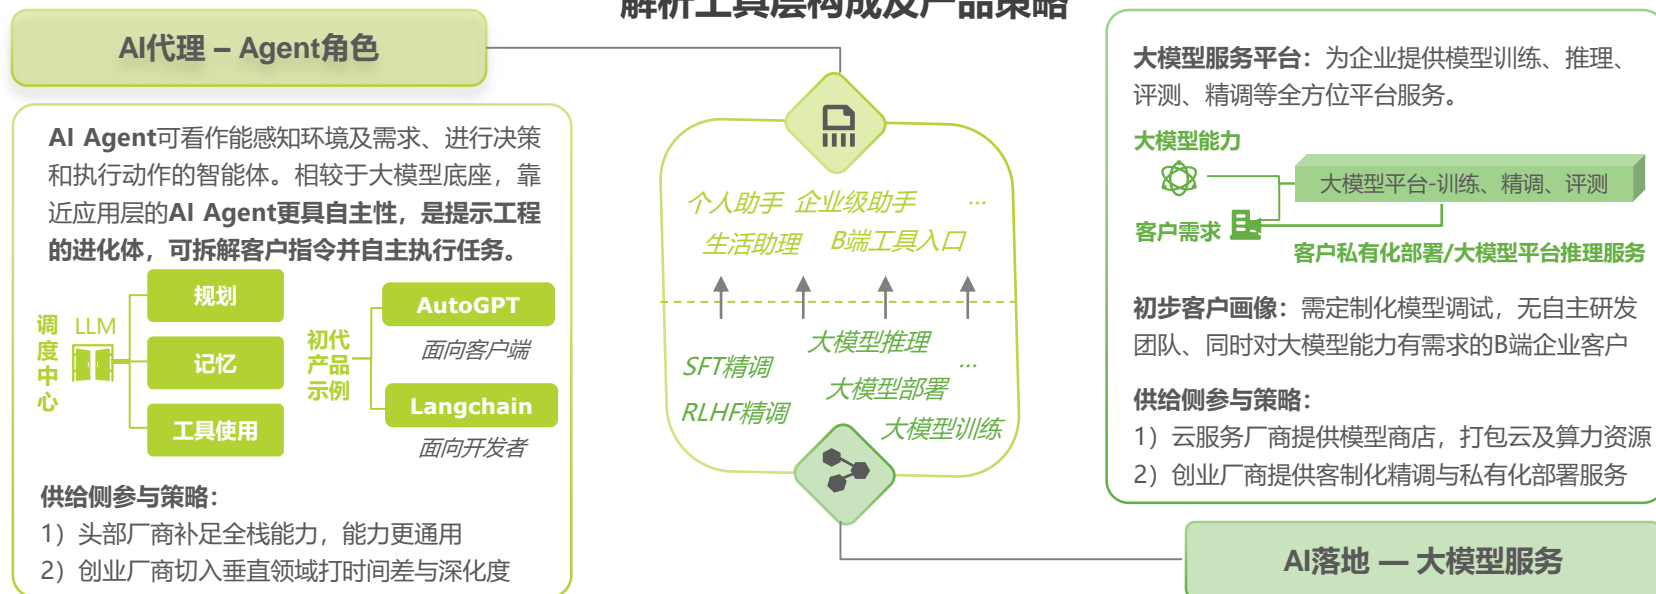 解析工具层构成及产品策略
AI代理 – Agent角色
AI Agent可看作能感知环境及需求、进行决策
和执行动作的智能体。相较于大模型底座，靠
近应用层的AI Agent更具自主性，是提示工程
的进化体，可拆解客户指令并自主执行任务。
调度中心
LLM
规划
记忆
工具使用
初代
产品
示例
AutoGPT
面向客户端
Langchain
面向开发者
供给侧参与策略：
1）头部厂商补足全栈能力，能力更通用
2）创业厂商切入垂直领域打时间差与深化度
个人助手 企业级助手 …
生活助理 B端工具入口
大模型推理
SFT精调 …
大模型部署
RLHF精调
大模型训练
大模型服务平台：为企业提供模型训练、推理、
评测、精调等全方位平台服务。
大模型能力
大模型平台-训练、精调、评测
客户需求
客户私有化部署/大模型平台推理服务
初步客户画像：需定制化模型调试，无自主研发
团队、同时对大模型能力有需求的B端企业客户
供给侧参与策略：
1）云服务厂商提供模型商店，打包云及算力资源
2）创业厂商提供客制化精调与私有化部署服务
AI落地 — 大模型服务